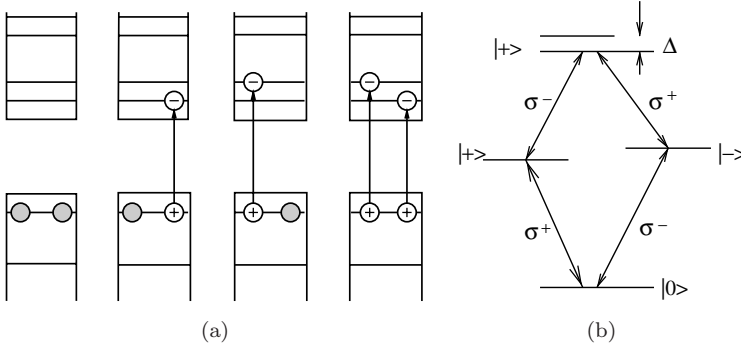 − − − −
+ + + +
(a)
|+> Δ
σ− σ+
|+> |−>
σ+ σ−
|0>
(b)